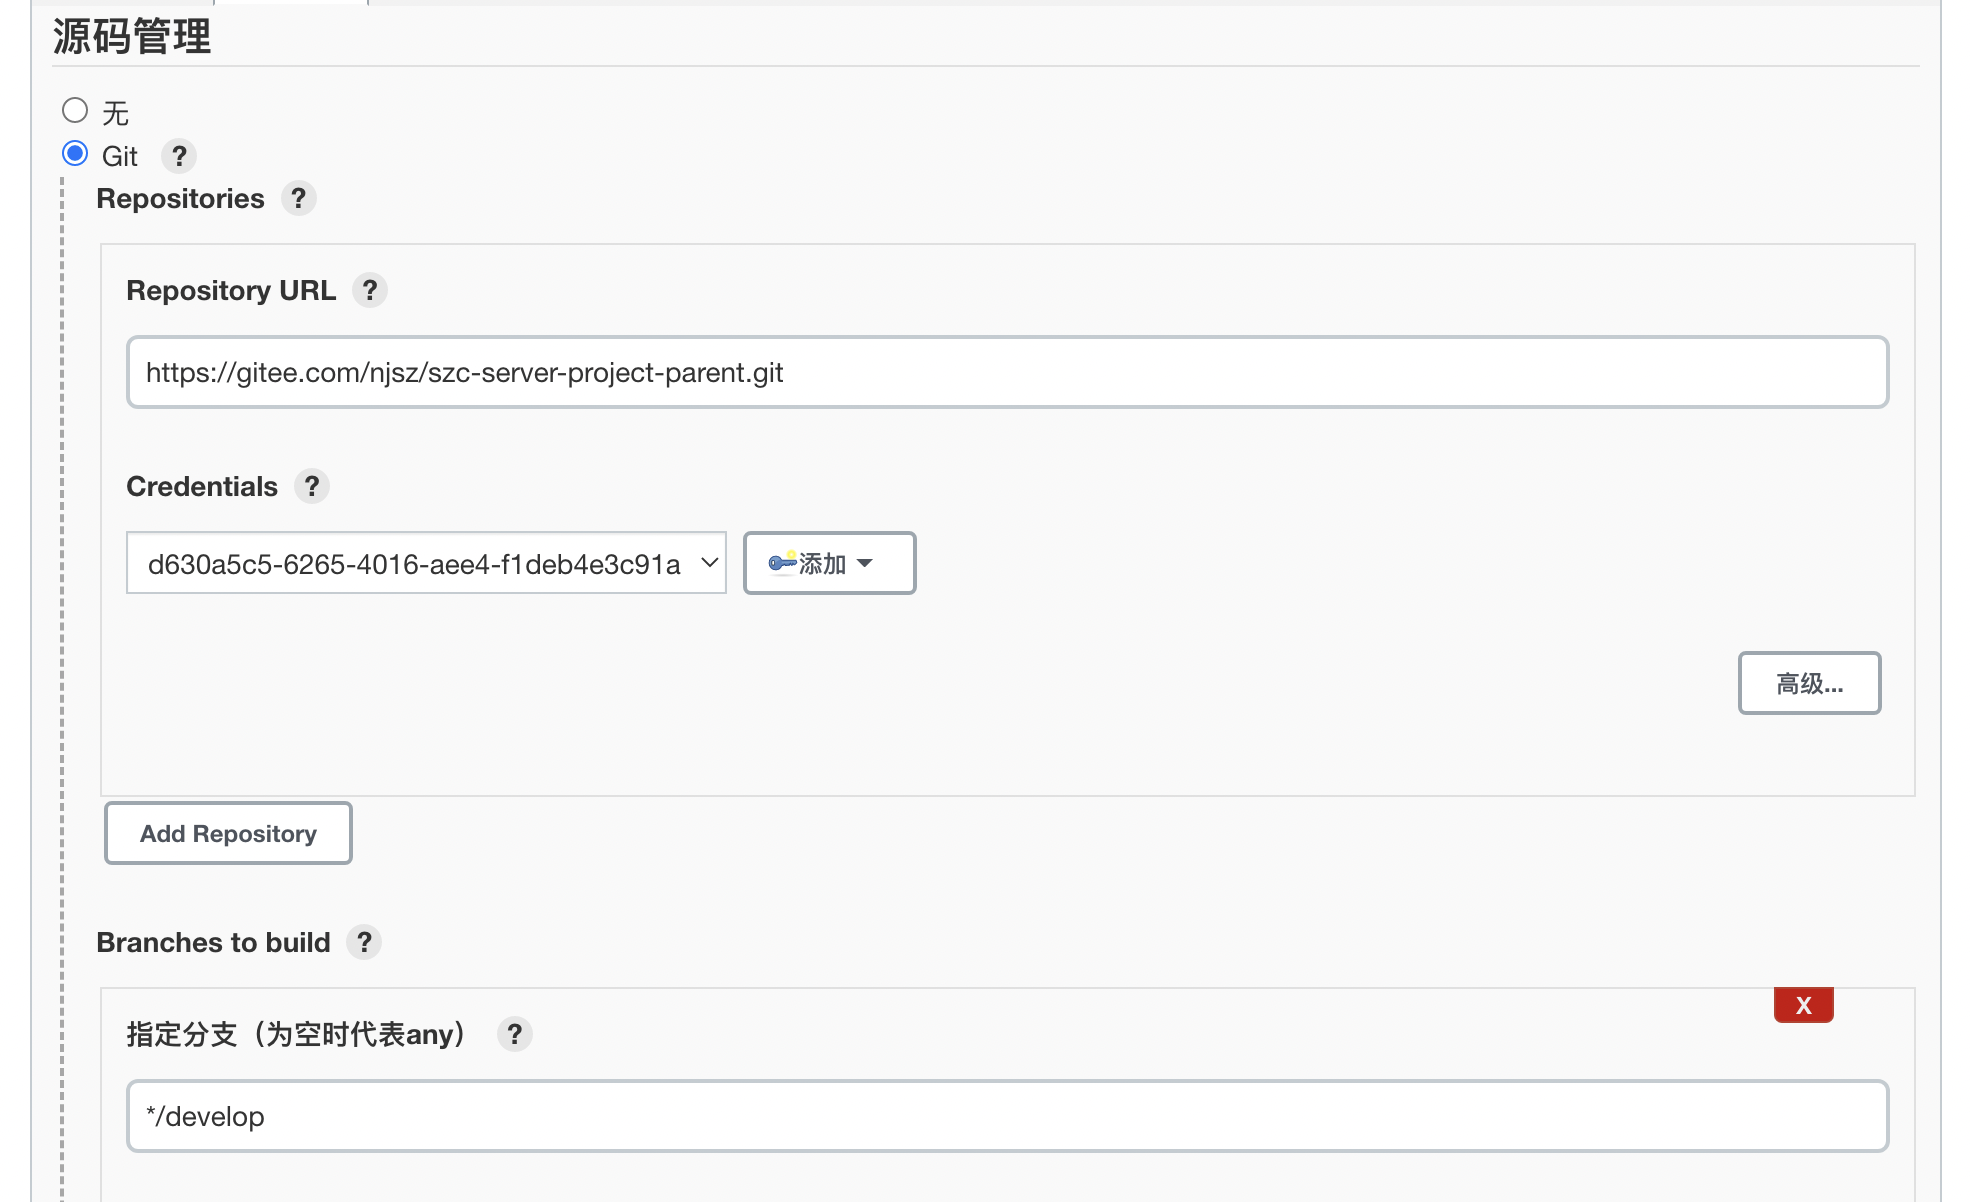 源码管理
无
Git ?
Repositories ?
Repository URL ?
https://gitee.com/njsz/szc-server-project-parent.git
Credentials ?
d630a5c5-6265-4016-aee4-f1deb4e3c91a 添加
高级...
Add Repository
Branches to build ?
X
指定分支（为空时代表any） ?
*/develop